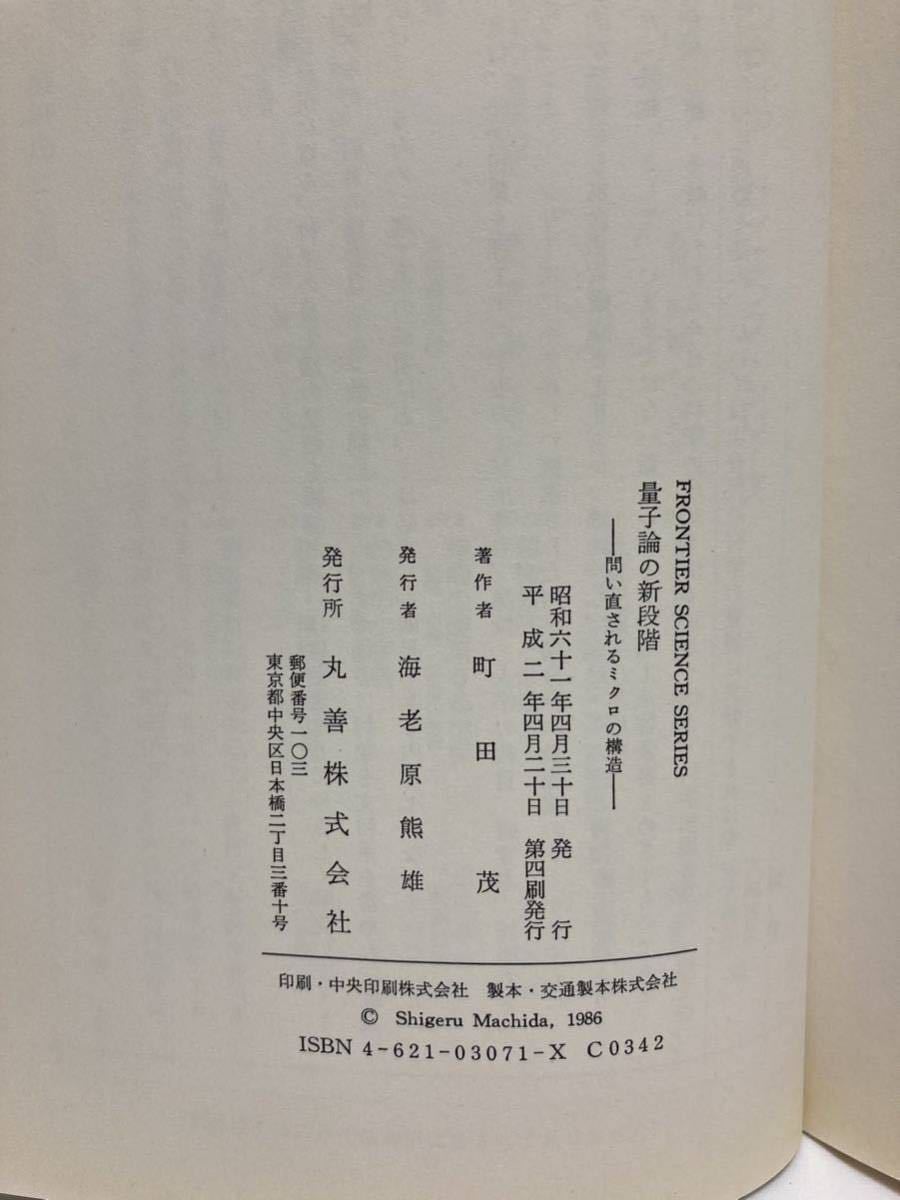 FRONTIER SCIENCE SERIES
量子論の新段階
――問い直されるミクロの構造――
昭和六十一年四月三十日 発行
平成二年四月二十日 第四刷発行
著作者 町田茂
発行者 海老原熊雄
発行所 丸善株式会社
郵便番号一〇三
東京都中央区日本橋二丁目三番十号
印刷・中央印刷株式会社 製本・交通製本株式会社
© Shigeru Machida, 1986
ISBN 4-621-03071-X C0342